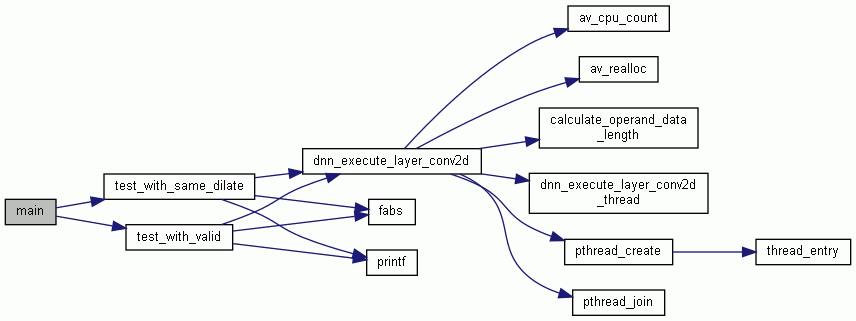 main
test_with_same_dilate
test_with_valid
dnn_execute_layer_conv2d
fabs
printf
av_cpu_count
av_realloc
calculate_operand_data
_length
dnn_execute_layer_conv2d
_thread
pthread_create
thread_entry
pthread_join